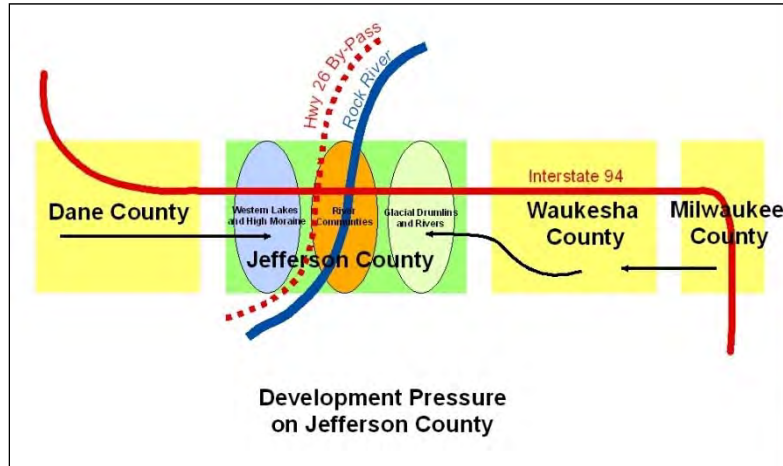 Hwy 26 By-Pass
Rock River
Interstate 94
Dane County
Western Lakes
and High Moraine
River
Communties
Glacial Drumlins
and Rivers
Jefferson County
Waukesha
County
Milwaukee
County
Development Pressure
on Jefferson County